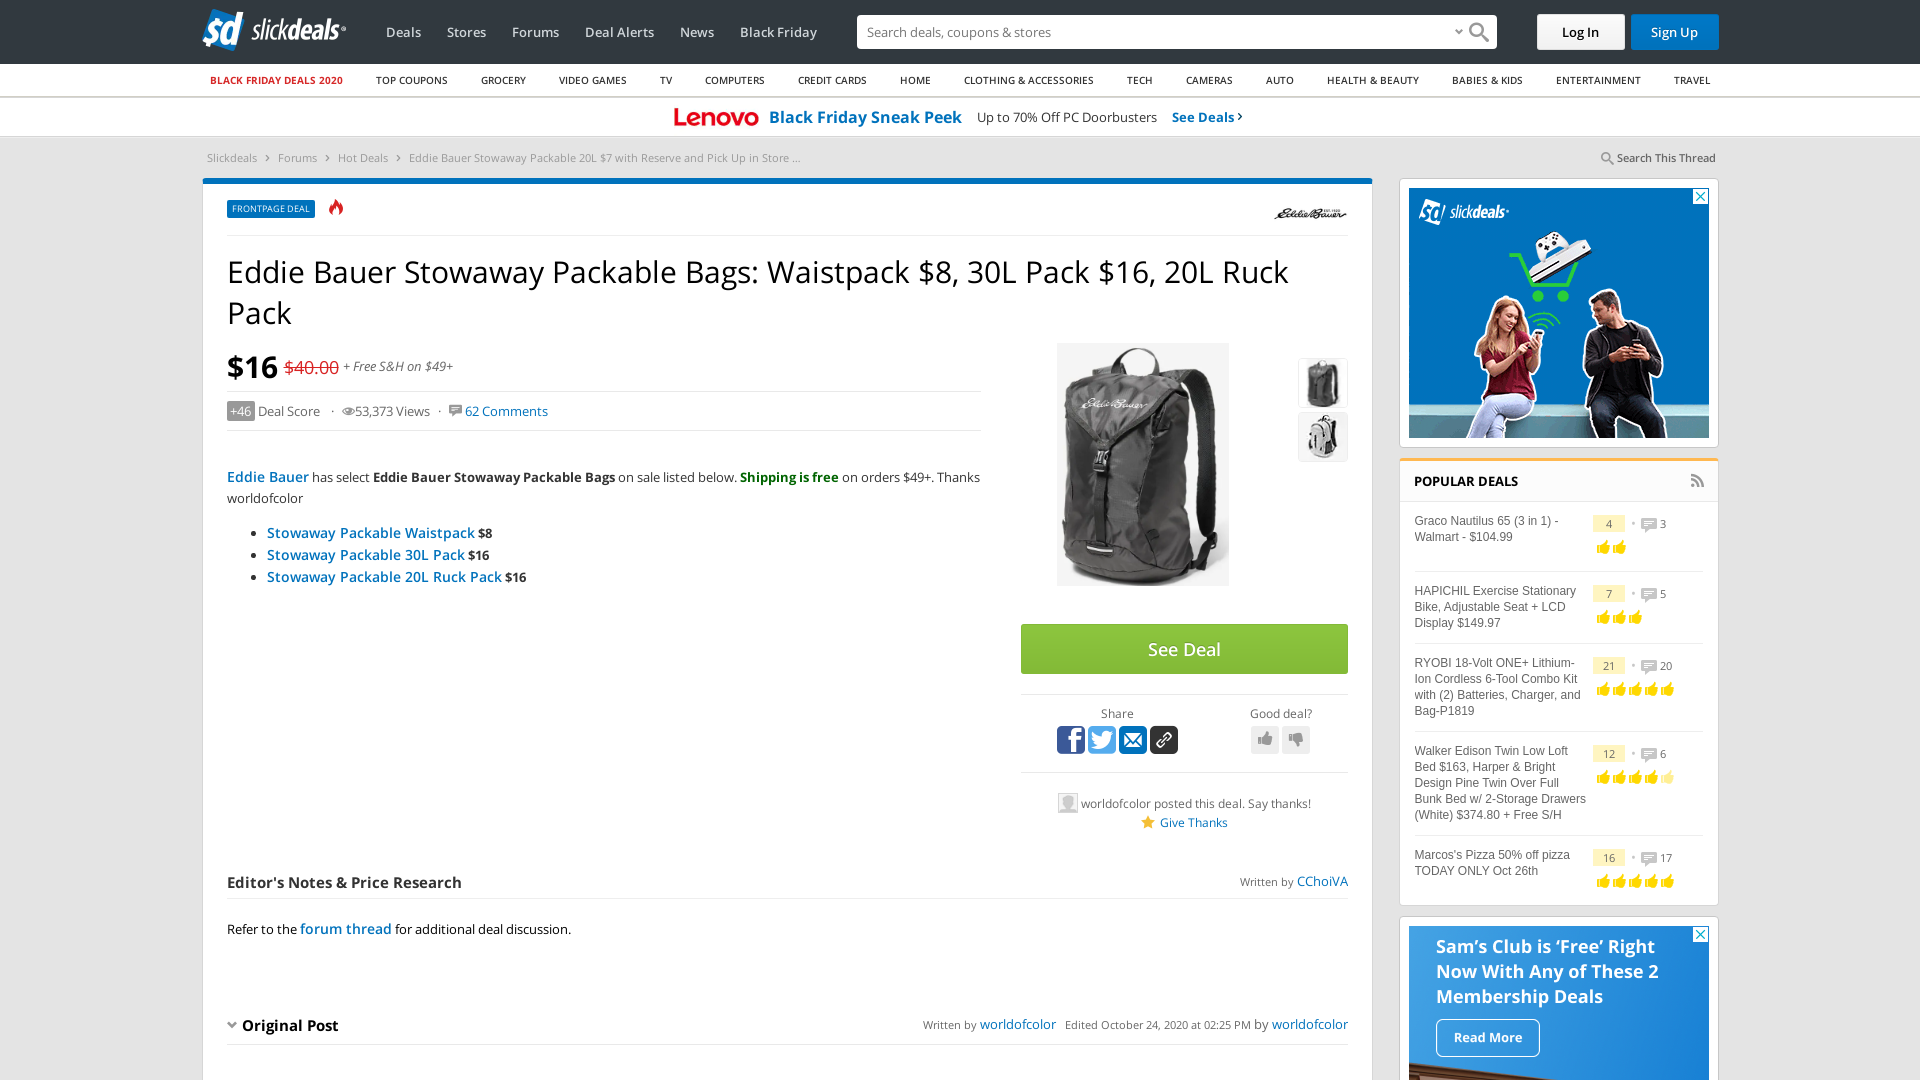 slickdeals
Deals Stores Forums Deal Alerts News Black Friday
Search deals, coupons & stores
Log In
Sign Up
BLACK FRIDAY DEALS 2020 TOP COUPONS GROCERY VIDEO GAMES TV COMPUTERS CREDIT CARDS HOME CLOTHING & ACCESSORIES TECH CAMERAS AUTO HEALTH & BEAUTY BABIES & KIDS ENTERTAINMENT TRAVEL
Lenovo Black Friday Sneak Peek Up to 70% Off PC Doorbusters See Deals ›
Slickdeals › Forums › Hot Deals › Eddie Bauer Stowaway Packable 20L $7 with Reserve and Pick Up in Store ...
Search This Thread
FRONTPAGE DEAL
Eddie Bauer
Eddie Bauer Stowaway Packable Bags: Waistpack $8, 30L Pack $16, 20L Ruck
Pack
$16 $40.00 + Free S&H on $49+
+46 Deal Score · 53,373 Views · 62 Comments
Eddie Bauer has select Eddie Bauer Stowaway Packable Bags on sale listed below. Shipping is free on orders $49+. Thanks
worldofcolor
• Stowaway Packable Waistpack $8
• Stowaway Packable 30L Pack $16
• Stowaway Packable 20L Ruck Pack $16
Eddie Bauer
See Deal
Share
Good deal?
worldofcolor posted this deal. Say thanks!
Give Thanks
Editor's Notes & Price Research
Written by CChoiVA
Refer to the forum thread for additional deal discussion.
Original Post
Written by worldofcolor Edited October 24, 2020 at 02:25 PM by worldofcolor
sd slickdeals
POPULAR DEALS
Graco Nautilus 65 (3 in 1) -
Walmart - $104.99
4 • 3
HAPICHIL Exercise Stationary
Bike, Adjustable Seat + LCD
Display $149.97
7 • 5
RYOBI 18-Volt ONE+ Lithium-
Ion Cordless 6-Tool Combo Kit
with (2) Batteries, Charger, and
Bag-P1819
21 • 20
Walker Edison Twin Low Loft
Bed $163, Harper & Bright
Design Pine Twin Over Full
Bunk Bed w/ 2-Storage Drawers
(White) $374.80 + Free S/H
12 • 6
Marcos's Pizza 50% off pizza
TODAY ONLY Oct 26th
16 • 17
Sam's Club is ‘Free’ Right
Now With Any of These 2
Membership Deals
Read More